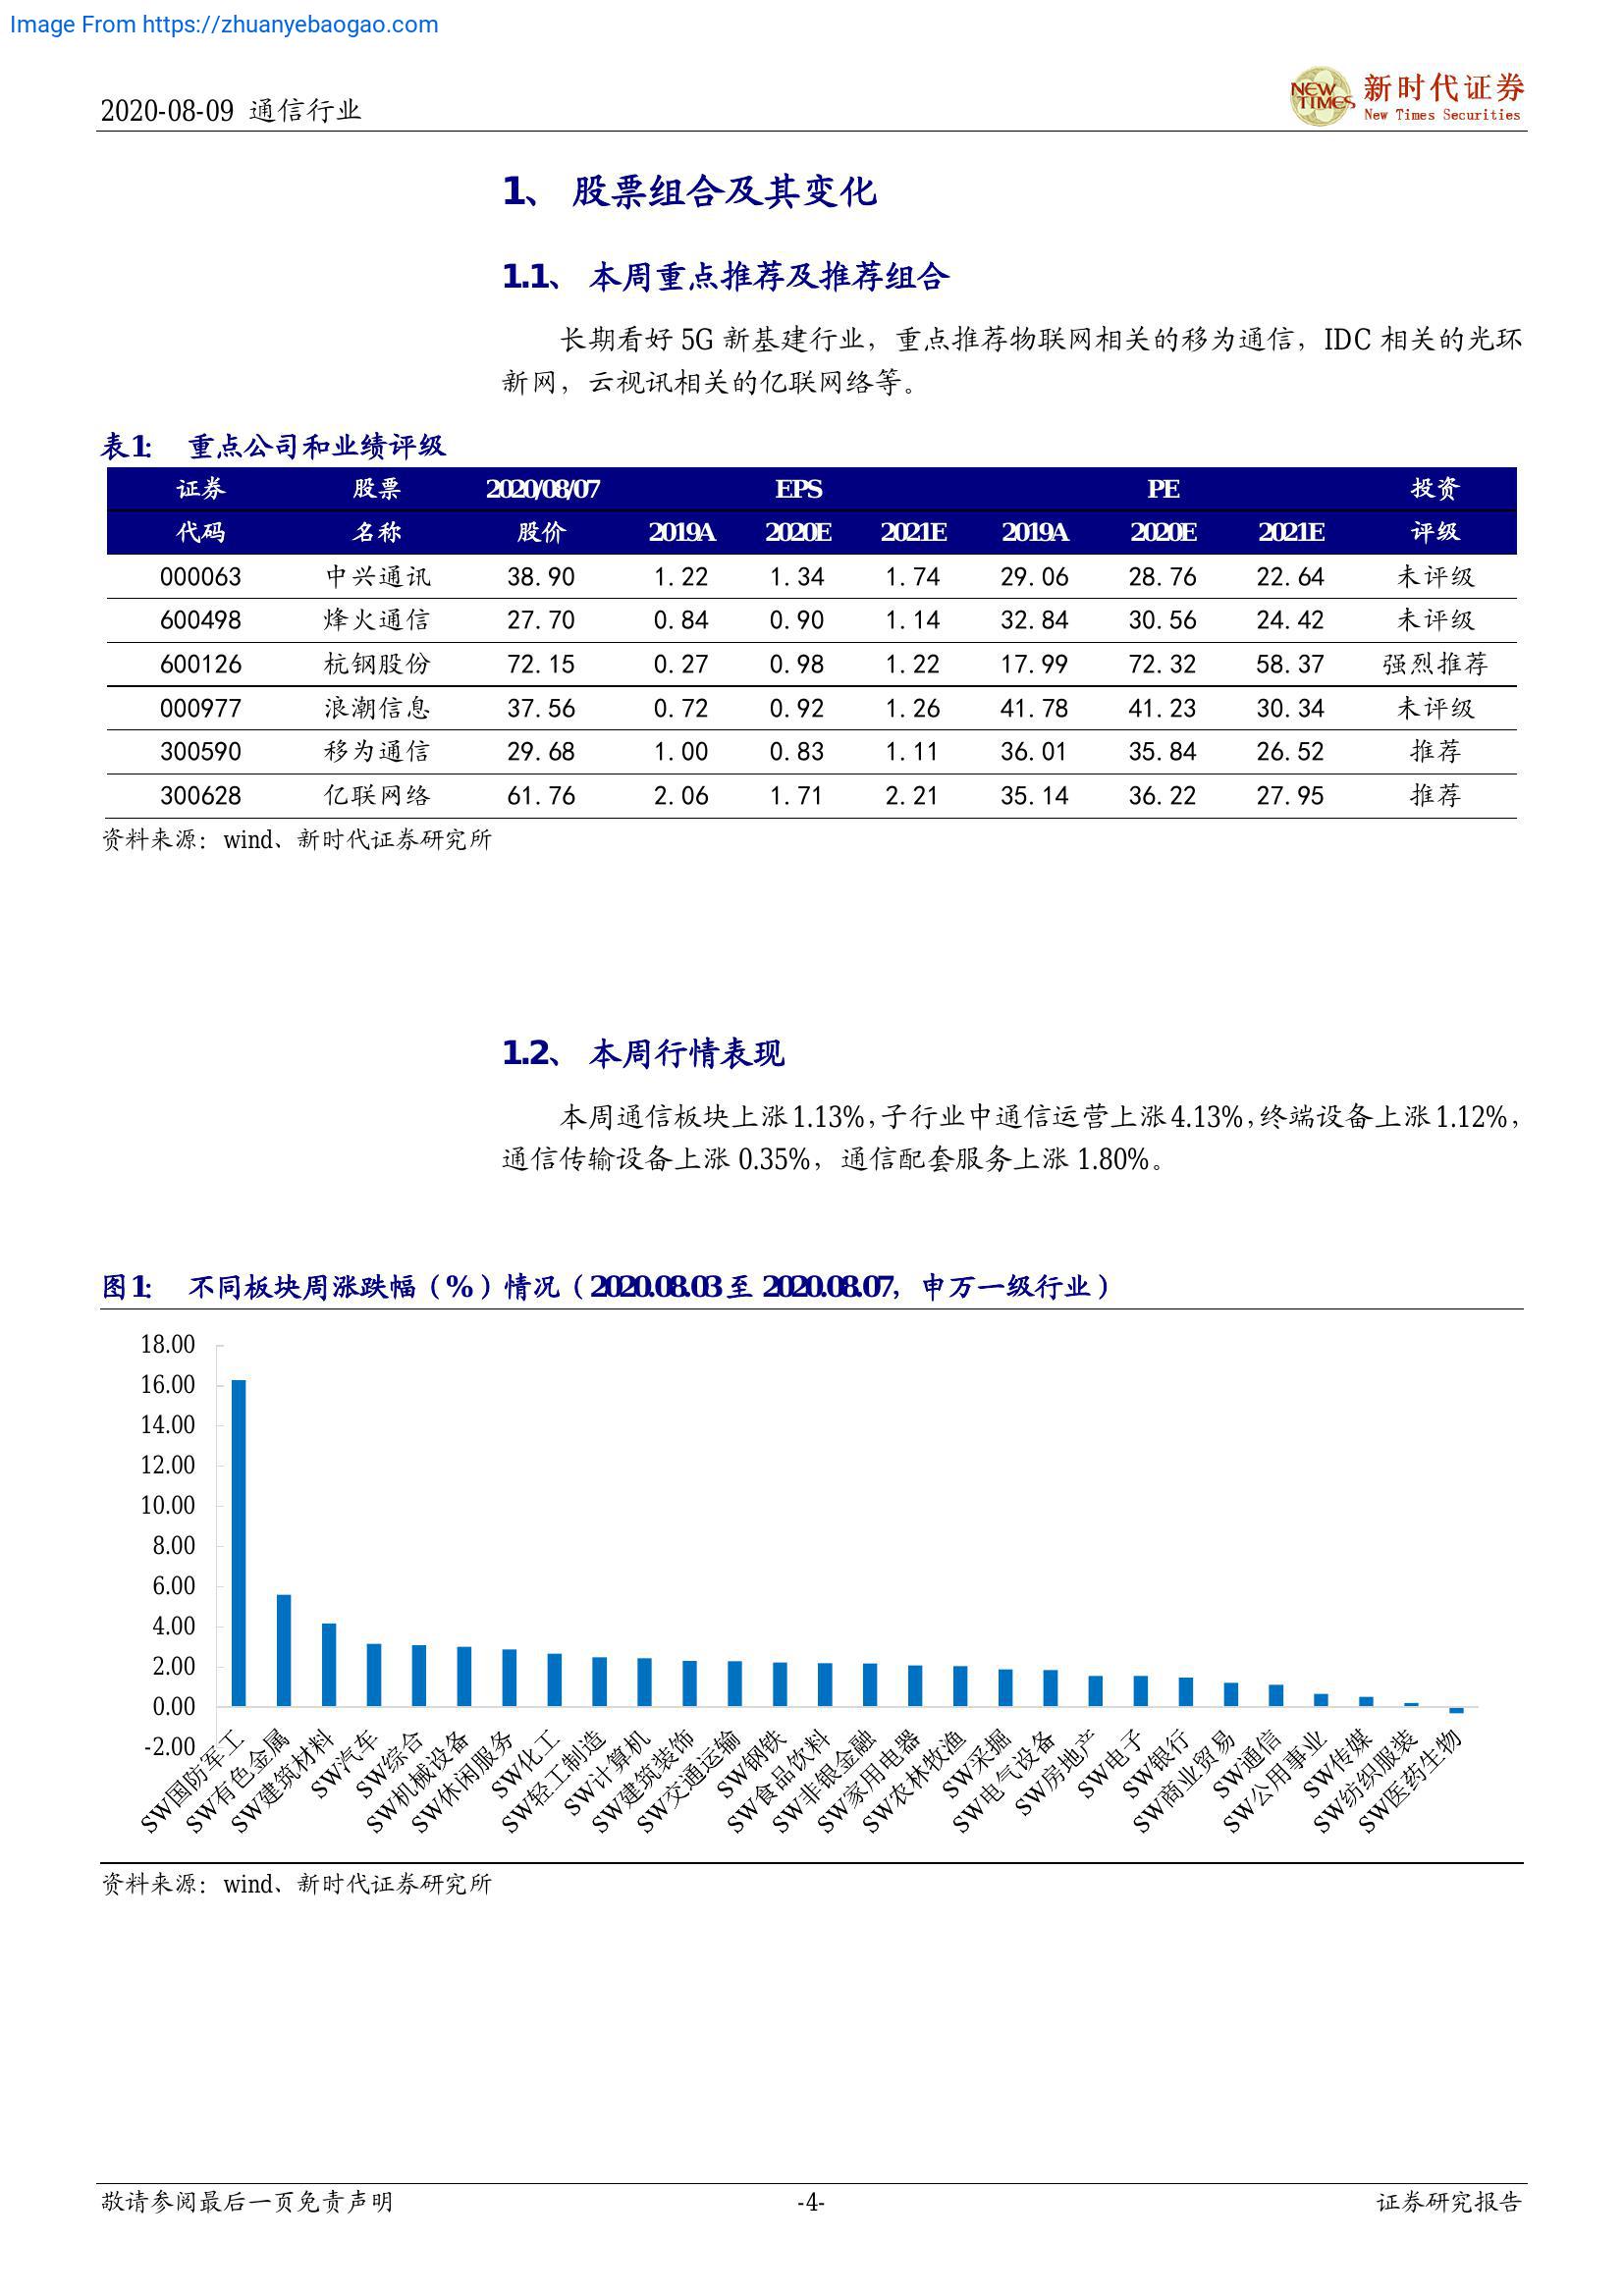 Image From https://zhuanyebaogao.com
2020-08-09 通信行业
NEW TIMES 新时代证券
New Times Securities
1、 股票组合及其变化
1.1、 本周重点推荐及推荐组合
长期看好 5G 新基建行业，重点推荐物联网相关的移为通信，IDC 相关的光环
新网，云视讯相关的亿联网络等。
表1: 重点公司和业绩评级
证券 股票 2020/08/07 EPS PE 投资
代码 名称 股价 2019A 2020E 2021E 2019A 2020E 2021E 评级
000063 中兴通讯 38.90 1.22 1.34 1.74 29.06 28.76 22.64 未评级
600498 烽火通信 27.70 0.84 0.90 1.14 32.84 30.56 24.42 未评级
600126 杭钢股份 72.15 0.27 0.98 1.22 17.99 72.32 58.37 强烈推荐
000977 浪潮信息 37.56 0.72 0.92 1.26 41.78 41.23 30.34 未评级
300590 移为通信 29.68 1.00 0.83 1.11 36.01 35.84 26.52 推荐
300628 亿联网络 61.76 2.06 1.71 2.21 35.14 36.22 27.95 推荐
资料来源：wind、新时代证券研究所
1.2、 本周行情表现
本周通信板块上涨1.13%，子行业中通信运营上涨4.13%，终端设备上涨1.12%，
通信传输设备上涨 0.35%，通信配套服务上涨 1.80%。
图1: 不同板块周涨跌幅（%）情况（2020.08.03 至 2020.08.07，申万一级行业）
18.00
16.00
14.00
12.00
10.00
8.00
6.00
4.00
2.00
0.00
-2.00
SW国防军工
SW有色金属
SW建筑材料
SW汽车
SW综合
SW机械设备
SW休闲服务
SW化工
SW轻工制造
SW计算机
SW建筑装饰
SW交通运输
SW钢铁
SW食品饮料
SW非银金融
SW家用电器
SW农林牧渔
SW采掘
SW电气设备
SW房地产
SW电子
SW银行
SW商业贸易
SW通信
SW公用事业
SW传媒
SW纺织服装
SW医药生物
资料来源：wind、新时代证券研究所
敬请参阅最后一页免责声明 -4- 证券研究报告